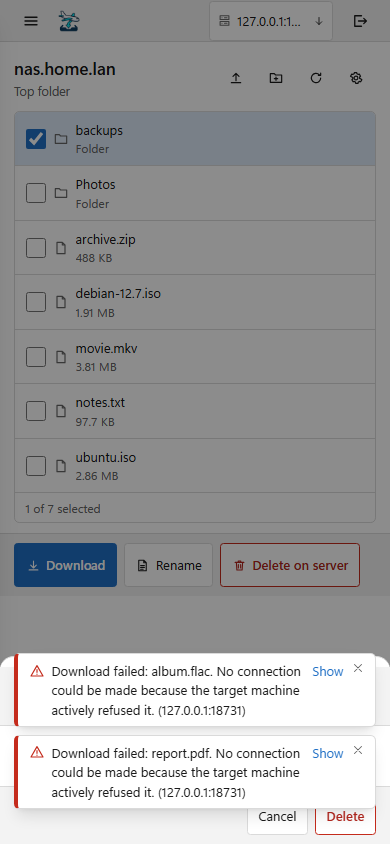 127.0.0.1:1...
nas.home.lan
Top folder
backups
Folder
Photos
Folder
archive.zip
488 KB
debian-12.7.iso
1.91 MB
movie.mkv
3.81 MB
notes.txt
97.7 KB
ubuntu.iso
2.86 MB
1 of 7 selected
Download
Rename
Delete on server
Download failed: album.flac. No connection Show
could be made because the target machine
actively refused it. (127.0.0.1:18731)
Download failed: report.pdf. No connection Show
could be made because the target machine
actively refused it. (127.0.0.1:18731)
Cancel
Delete